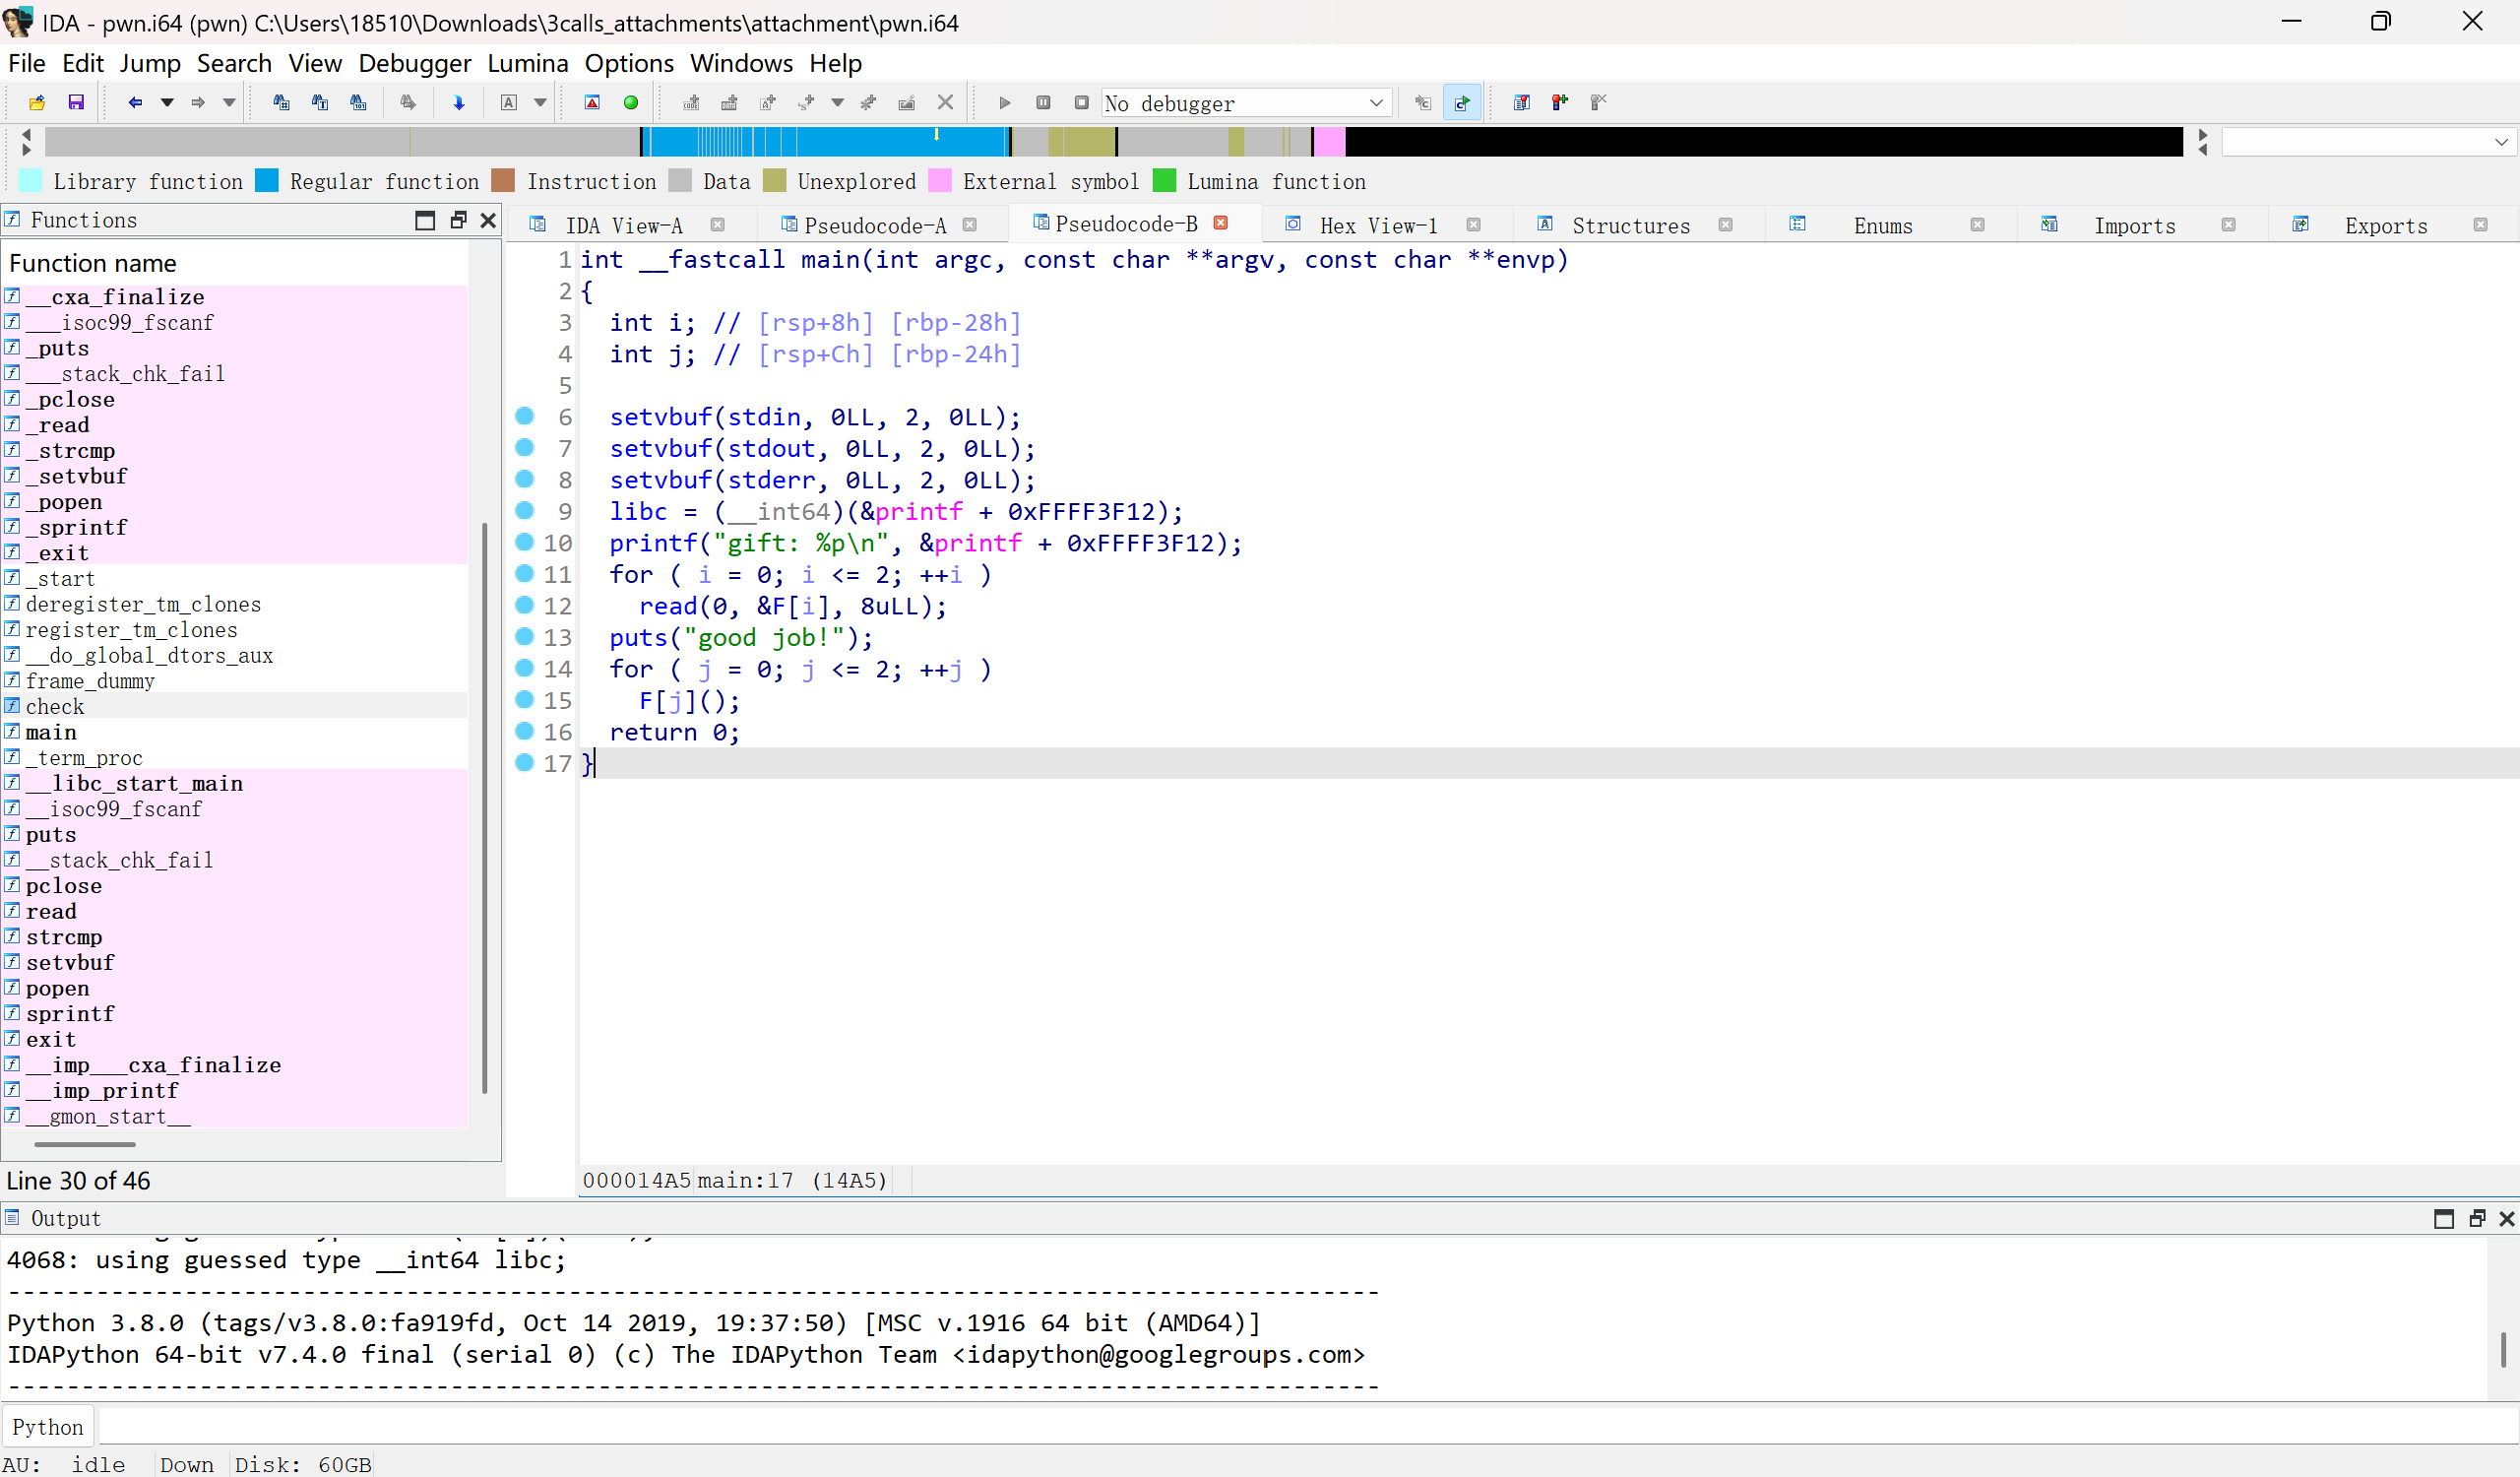 IDA - pwn.i64 (pwn) C:\Users\18510\Downloads\3calls_attachments\attachment\pwn.i64
File Edit Jump Search View Debugger Lumina Options Windows Help
No debugger
Library function Regular function Instruction Data Unexplored External symbol Lumina function
Functions
Function name
__cxa_finalize
___isoc99_fscanf
_puts
___stack_chk_fail
_pclose
_read
_strcmp
_setvbuf
_popen
_sprintf
_exit
_start
deregister_tm_clones
register_tm_clones
__do_global_dtors_aux
frame_dummy
check
main
_term_proc
__libc_start_main
__isoc99_fscanf
puts
__stack_chk_fail
pclose
read
strcmp
setvbuf
popen
sprintf
exit
__imp___cxa_finalize
__imp_printf
__gmon_start__
Line 30 of 46
IDA View-A Pseudocode-A Pseudocode-B Hex View-1 Structures Enums Imports Exports
1 int __fastcall main(int argc, const char **argv, const char **envp)
2 {
3 int i; // [rsp+8h] [rbp-28h]
4 int j; // [rsp+Ch] [rbp-24h]
5
6 setvbuf(stdin, 0LL, 2, 0LL);
7 setvbuf(stdout, 0LL, 2, 0LL);
8 setvbuf(stderr, 0LL, 2, 0LL);
9 libc = (__int64)(&printf + 0xFFFF3F12);
10 printf("gift: %p\n", &printf + 0xFFFF3F12);
11 for ( i = 0; i <= 2; ++i )
12 read(0, &F[i], 8uLL);
13 puts("good job!");
14 for ( j = 0; j <= 2; ++j )
15 F[j]();
16 return 0;
17 }
000014A5 main:17 (14A5)
Output
4068: using guessed type __int64 libc;
---------------------------------------------------------------------------------------------
Python 3.8.0 (tags/v3.8.0:fa919fd, Oct 14 2019, 19:37:50) [MSC v.1916 64 bit (AMD64)]
IDAPython 64-bit v7.4.0 final (serial 0) (c) The IDAPython Team <idapython@googlegroups.com>
---------------------------------------------------------------------------------------------
Python
AU: idle Down Disk: 60GB